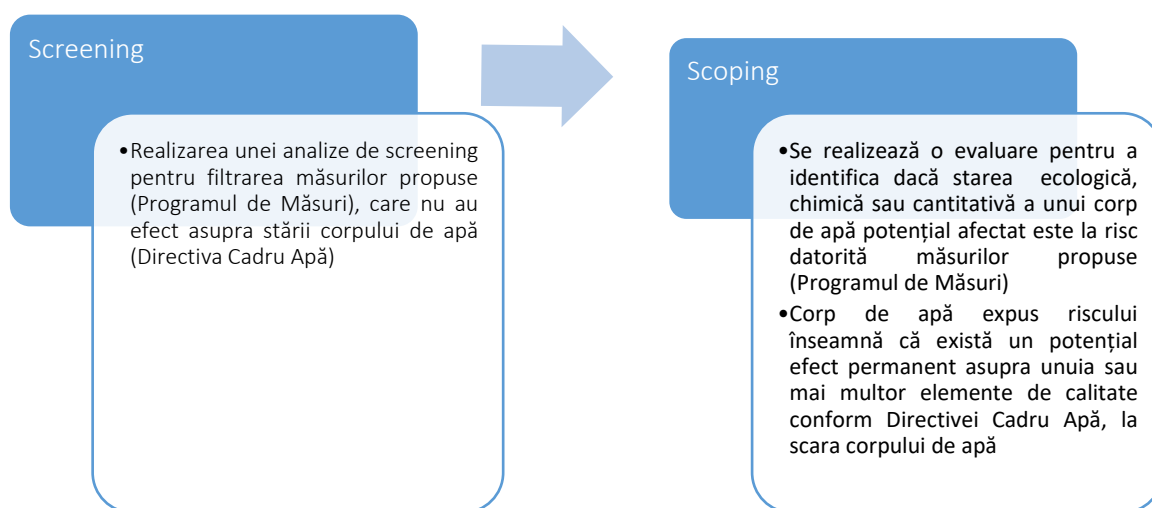 Screening
•Realizarea unei analize de screening
pentru filtrarea măsurilor propuse
(Programul de Măsuri), care nu au
efect asupra stării corpului de apă
(Directiva Cadru Apă)
Scoping
•Se realizează o evaluare pentru a
identifica dacă starea ecologică,
chimică sau cantitativă a unui corp
de apă potențial afectat este la risc
datorită măsurilor propuse
(Programul de Măsuri)
•Corp de apă expus riscului
înseamnă că există un potențial
efect permanent asupra unuia sau
mai multor elemente de calitate
conform Directivei Cadru Apă, la
scara corpului de apă